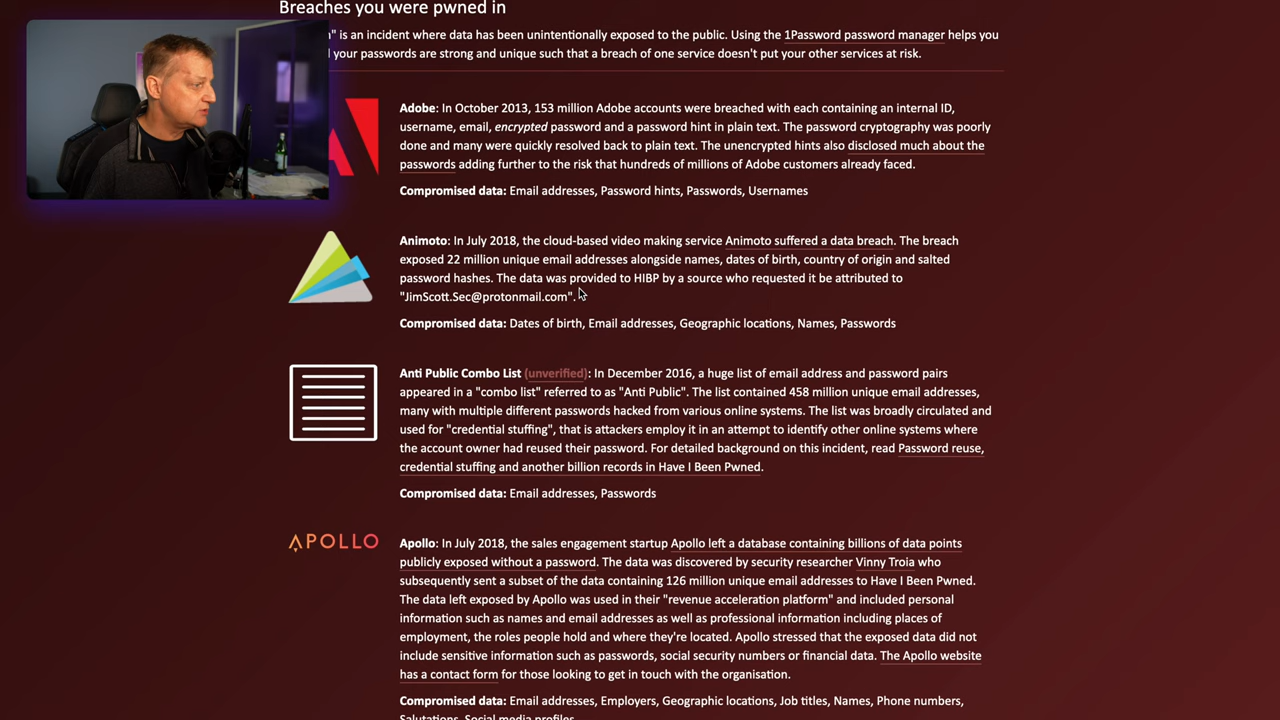 Breaches you were pwned in
n" is an incident where data has been unintentionally exposed to the public. Using the 1Password password manager helps you
your passwords are strong and unique such that a breach of one service doesn't put your other services at risk.
Adobe: In October 2013, 153 million Adobe accounts were breached with each containing an internal ID,
username, email, encrypted password and a password hint in plain text. The password cryptography was poorly
done and many were quickly resolved back to plain text. The unencrypted hints also disclosed much about the
passwords adding further to the risk that hundreds of millions of Adobe customers already faced.
Compromised data: Email addresses, Password hints, Passwords, Usernames
Animoto: In July 2018, the cloud-based video making service Animoto suffered a data breach. The breach
exposed 22 million unique email addresses alongside names, dates of birth, country of origin and salted
password hashes. The data was provided to HIBP by a source who requested it be attributed to
"JimScott.Sec@protonmail.com".
Compromised data: Dates of birth, Email addresses, Geographic locations, Names, Passwords
Anti Public Combo List (unverified): In December 2016, a huge list of email address and password pairs
appeared in a "combo list" referred to as "Anti Public". The list contained 458 million unique email addresses,
many with multiple different passwords hacked from various online systems. The list was broadly circulated and
used for "credential stuffing", that is attackers employ it in an attempt to identify other online systems where
the account owner had reused their password. For detailed background on this incident, read Password reuse,
credential stuffing and another billion records in Have I Been Pwned.
Compromised data: Email addresses, Passwords
APOLLO
Apollo: In July 2018, the sales engagement startup Apollo left a database containing billions of data points
publicly exposed without a password. The data was discovered by security researcher Vinny Troia who
subsequently sent a subset of the data containing 126 million unique email addresses to Have I Been Pwned.
The data left exposed by Apollo was used in their "revenue acceleration platform" and included personal
information such as names and email addresses as well as professional information including places of
employment, the roles people hold and where they're located. Apollo stressed that the exposed data did not
include sensitive information such as passwords, social security numbers or financial data. The Apollo website
has a contact form for those looking to get in touch with the organisation.
Compromised data: Email addresses, Employers, Geographic locations, Job titles, Names, Phone numbers,
Salutations, Social media profiles